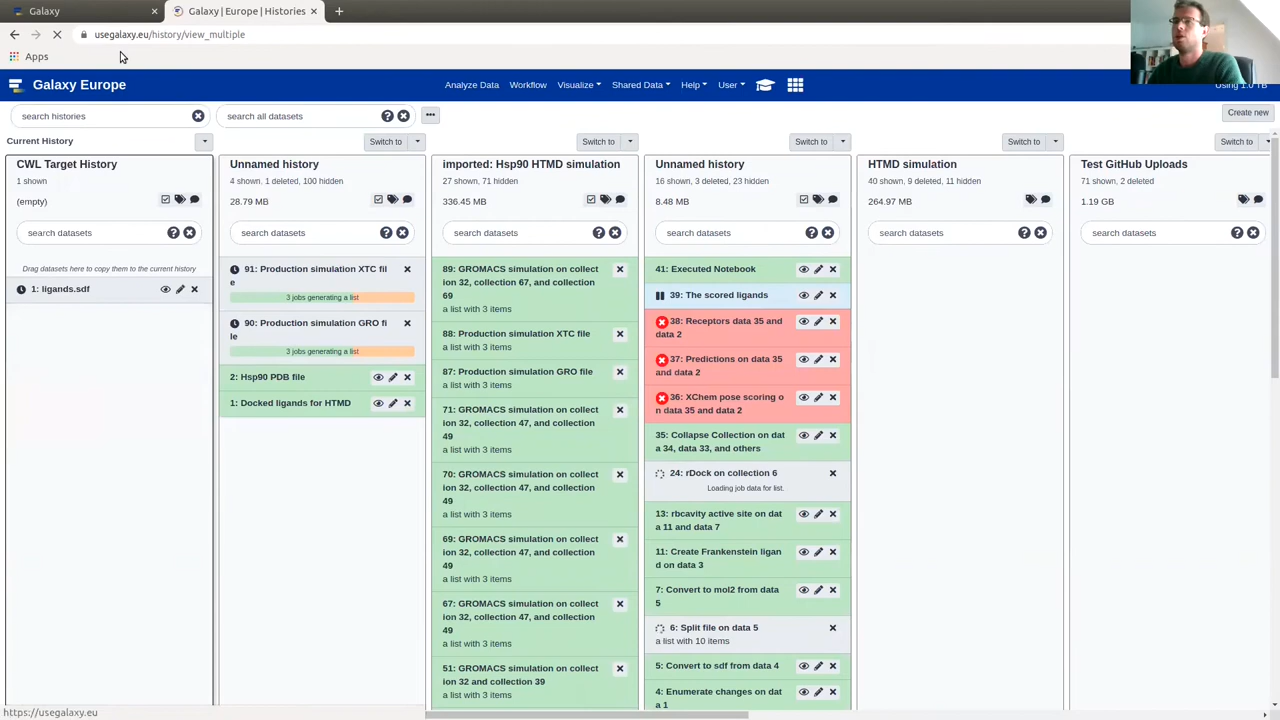 Galaxy
Galaxy | Europe | Histories
usegalaxy.eu/history/view_multiple
Apps
Galaxy Europe
Analyze Data
Workflow
Visualize
Shared Data
Help
User
Using 1.0 TB
search histories
search all datasets
...
Create new
Current History
Switch to
Switch to
Switch to
Switch to
Switch to
CWL Target History
1 shown
(empty)
search datasets
Drag datasets here to copy them to the current history
1: ligands.sdf
Unnamed history
4 shown, 1 deleted, 100 hidden
28.79 MB
search datasets
91: Production simulation XTC fil
e
3 jobs generating a list
90: Production simulation GRO fi
le
3 jobs generating a list
2: Hsp90 PDB file
1: Docked ligands for HTMD
imported: Hsp90 HTMD simulation
27 shown, 71 hidden
336.45 MB
search datasets
89: GROMACS simulation on collect
ion 32, collection 67, and collection
69
a list with 3 items
88: Production simulation XTC file
a list with 3 items
87: Production simulation GRO file
a list with 3 items
71: GROMACS simulation on collect
ion 32, collection 47, and collection
49
a list with 3 items
70: GROMACS simulation on collect
ion 32, collection 47, and collection
49
a list with 3 items
69: GROMACS simulation on collect
ion 32, collection 47, and collection
49
a list with 3 items
67: GROMACS simulation on collect
ion 32, collection 47, and collection
49
a list with 3 items
51: GROMACS simulation on collect
ion 32 and collection 39
a list with 3 items
Unnamed history
16 shown, 3 deleted, 23 hidden
8.48 MB
search datasets
41: Executed Notebook
39: The scored ligands
38: Receptors data 35 and
data 2
37: Predictions on data 35
and data 2
36: XChem pose scoring o
n data 35 and data 2
35: Collapse Collection on dat
a 34, data 33, and others
24: rDock on collection 6
Loading job data for list.
13: rbcavity active site on dat
a 11 and data 7
11: Create Frankenstein ligan
d on data 3
7: Convert to mol2 from data
5
6: Split file on data 5
a list with 10 items
5: Convert to sdf from data 4
4: Enumerate changes on dat
a 1
HTMD simulation
40 shown, 9 deleted, 11 hidden
264.97 MB
search datasets
Test GitHub Uploads
71 shown, 2 deleted
1.19 GB
search datasets
https://usegalaxy.eu